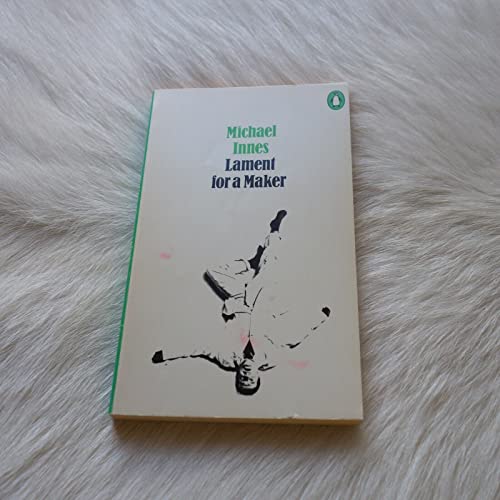 Michael
Innes
Lament
for a Maker